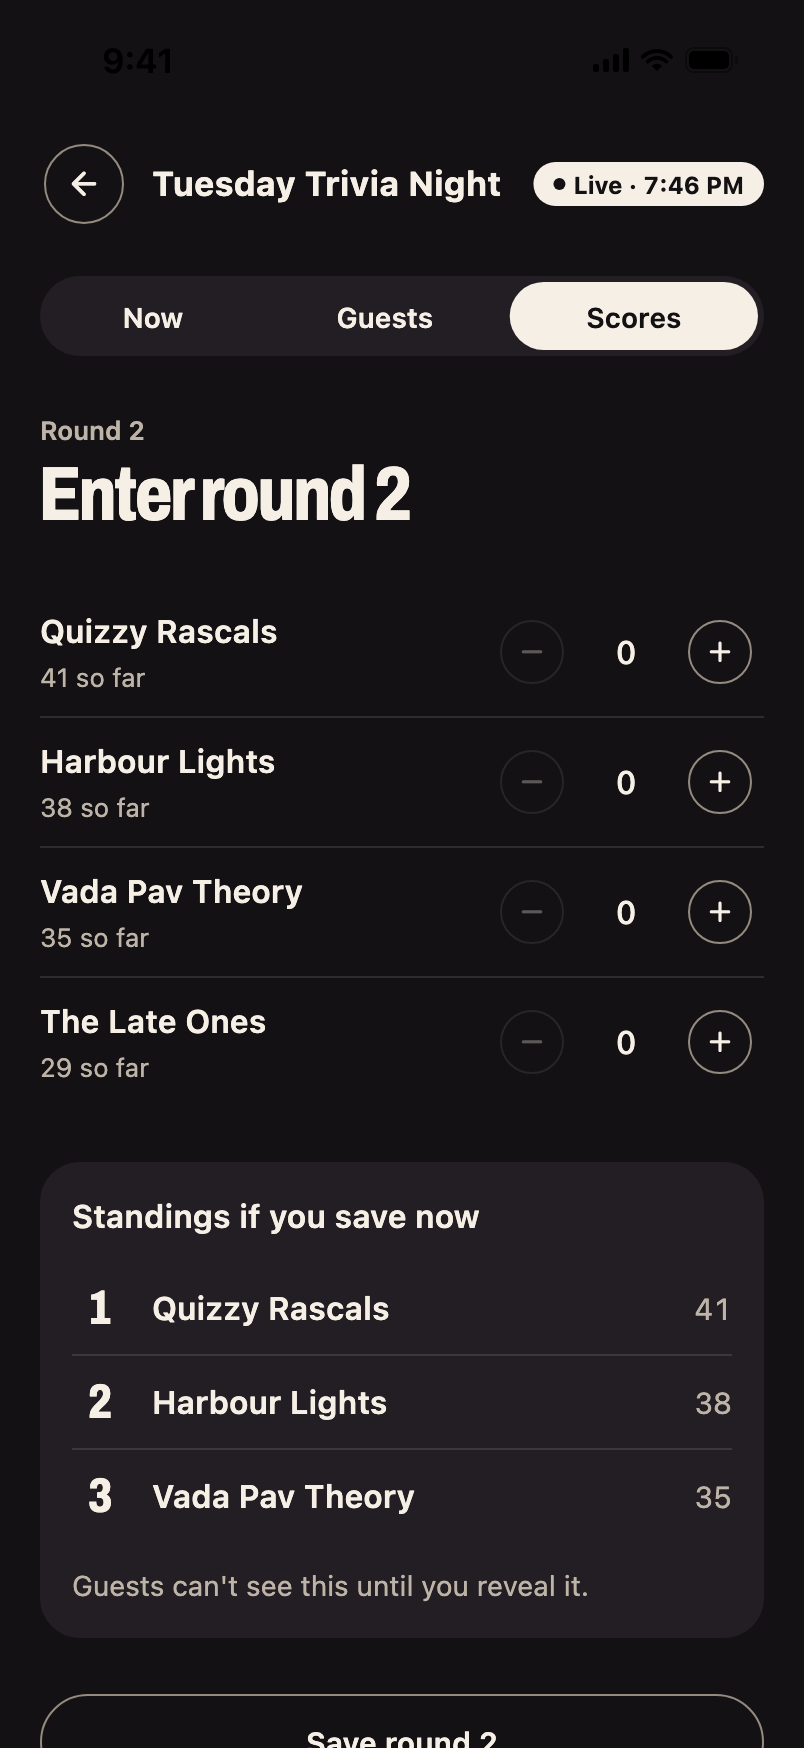 9:41
Tuesday Trivia Night
Live · 7:46 PM
Now Guests Scores
Round 2
Enter round 2
Quizzy Rascals
41 so far
− 0 +
Harbour Lights
38 so far
− 0 +
Vada Pav Theory
35 so far
− 0 +
The Late Ones
29 so far
− 0 +
Standings if you save now
1 Quizzy Rascals 41
2 Harbour Lights 38
3 Vada Pav Theory 35
Guests can't see this until you reveal it.
Save round 2